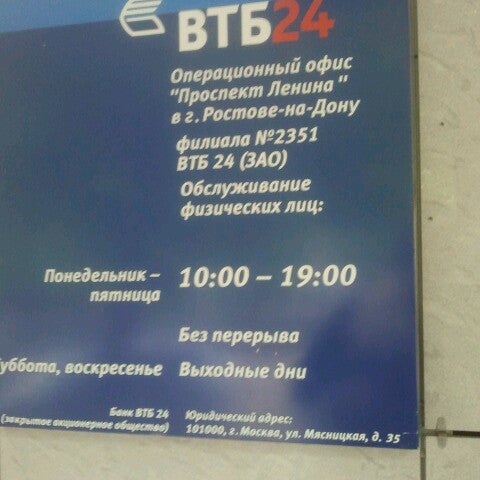 ВТБ24
Операционный офис
"Проспект Ленина"
в г. Ростове-на-Дону
филиала №2351
ВТБ 24 (ЗАО)
Обслуживание
физических лиц:
Понедельник – 10:00 – 19:00
пятница
Без перерыва
Суббота, воскресенье Выходные дни
Банк ВТБ 24 Юридический адрес:
(закрытое акционерное общество) 101000, г. Москва, ул. Мясницкая, д. 35